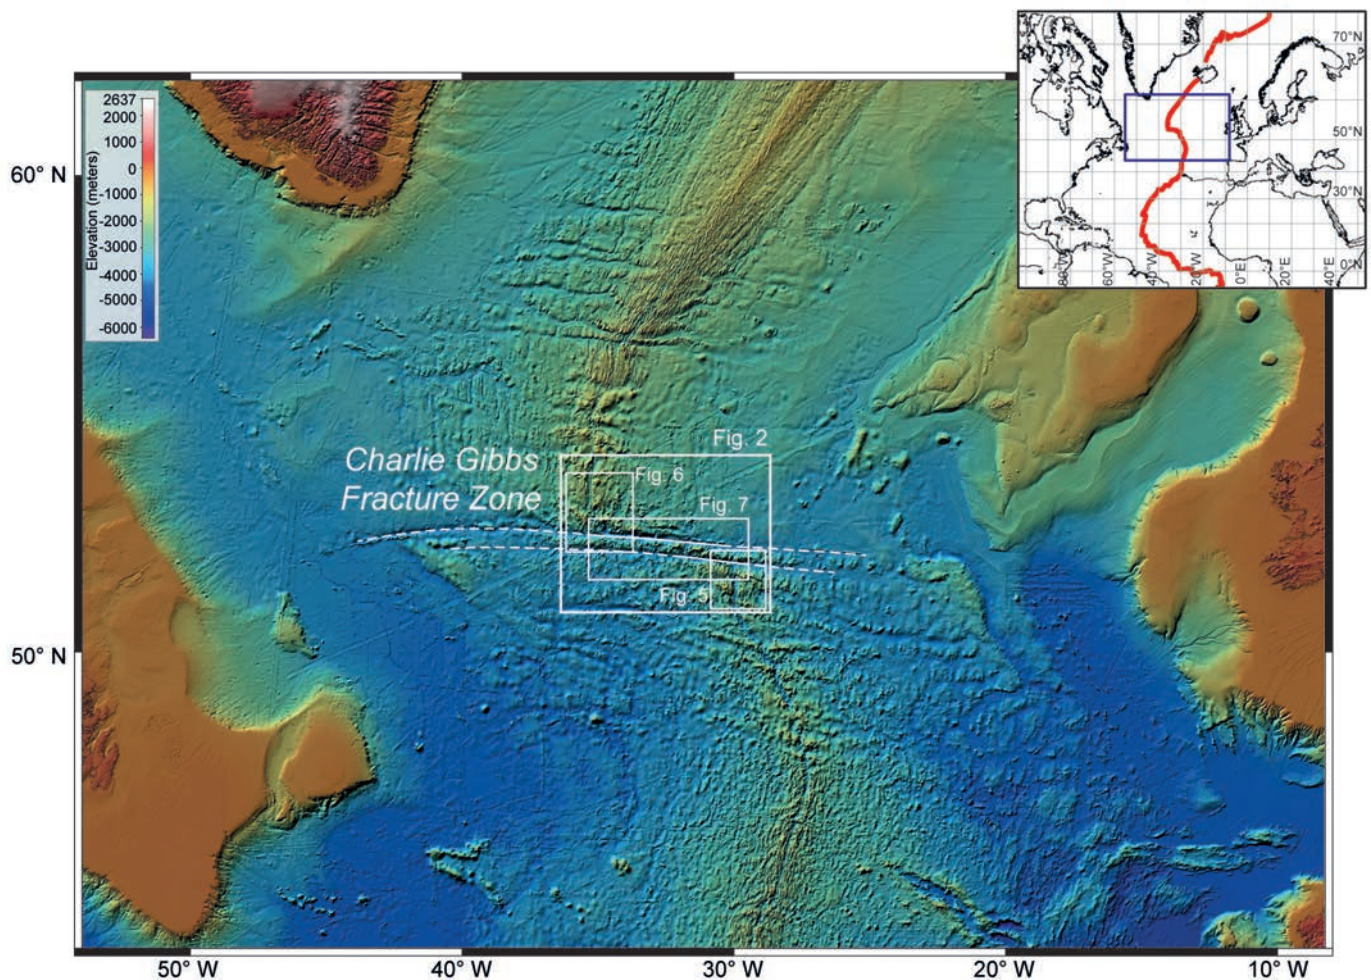 70°N
50°N
30°N
0°N
80°W
60°W
40°W
20°W
0°E
20°E
40°E
2637
2000
1000
0
-1000
-2000
-3000
-4000
-5000
-6000
Elevation (meters)
60° N
50° N
Charlie Gibbs
Fracture Zone
Fig. 2
Fig. 6
Fig. 7
Fig. 5
50° W
40° W
30° W
20° W
10° W